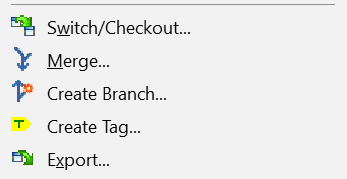 Switch/Checkout...
Merge...
Create Branch...
Create Tag...
Export...